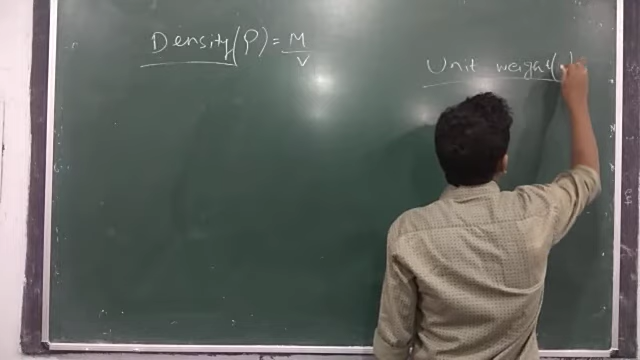 Density(ρ) = M
V
Unit weight(